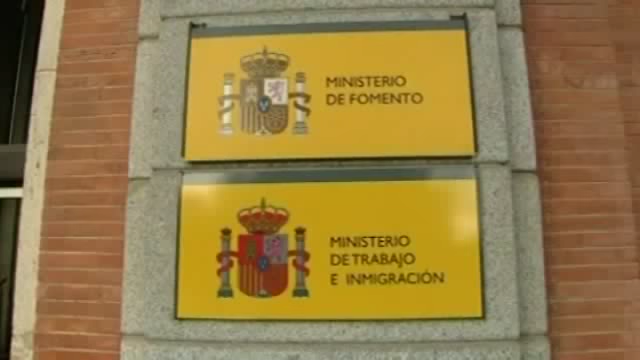 MINISTERIO
DE FOMENTO
MINISTERIO
DE TRABAJO
E INMIGRACIÓN